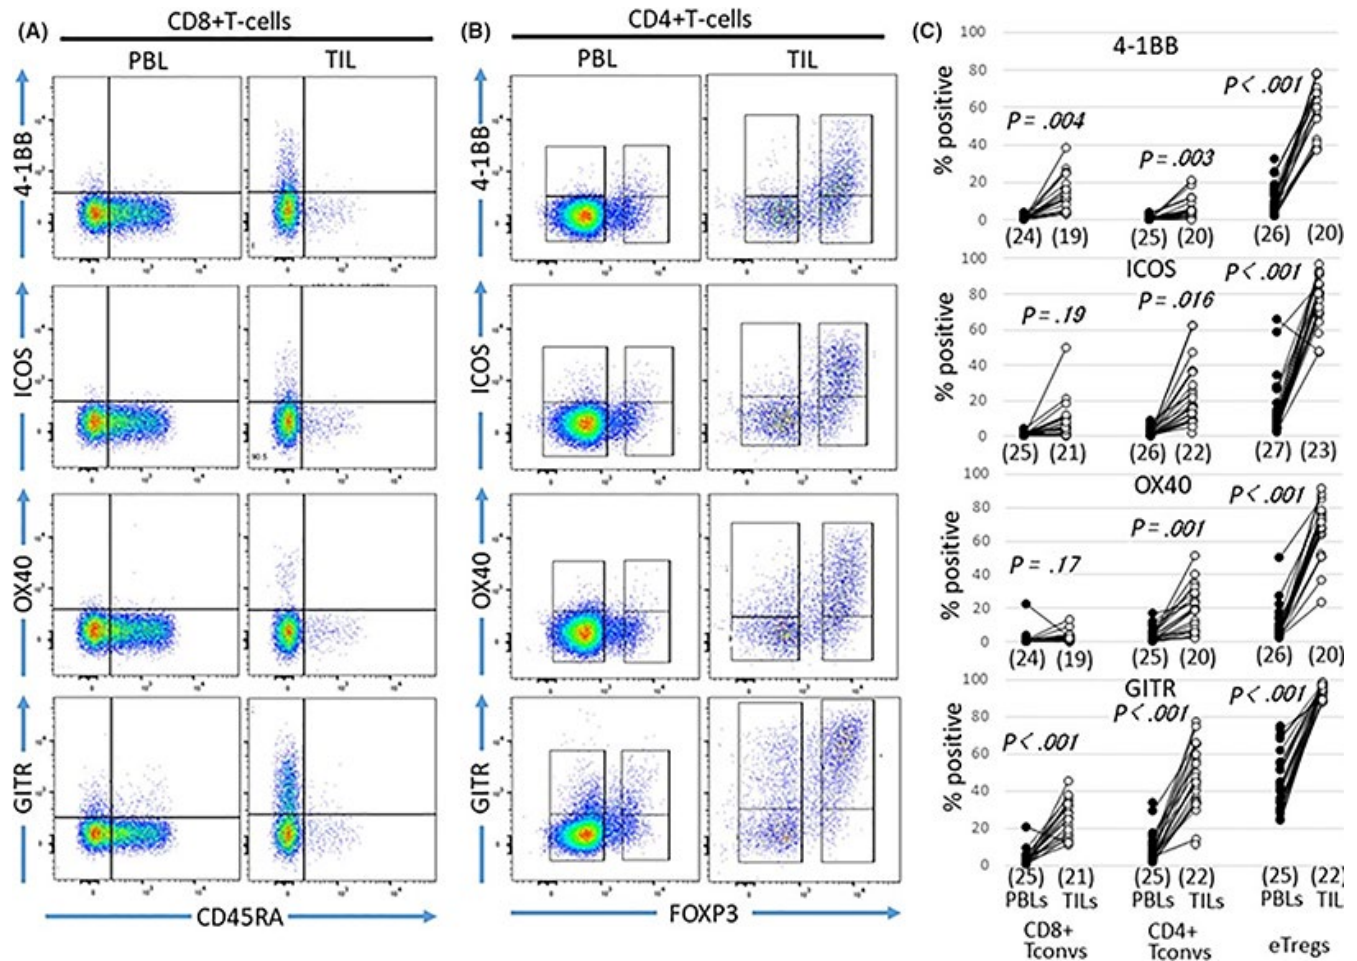 (A)
CD8+T-cells
PBL
TIL
4-1BB
ICOS
90.5
OX40
GITR
CD45RA
(B)
CD4+T-cells
PBL
TIL
4-1BB
ICOS
OX40
GITR
FOXP3
(C)
4-1BB
% positive
100
80
60
40
20
0
P = .004
P = .003
P < .001
(24) (19) (25) (20) (26) (20)
ICOS
% positive
100
80
60
40
20
0
P = .19
P = .016
P < .001
(25) (21) (26) (22) (27) (23)
OX40
% positive
100
80
60
40
20
0
P = .17
P = .001
P < .001
(24) (19) (25) (20) (26) (20)
GITR
% positive
100
80
60
40
20
0
P < .001
P < .001
P < .001
(25) (21) (25) (22) (25) (22)
PBLs TILs PBLs TILs PBLs TIL
CD8+
Tconvs
CD4+
Tconvs
eTregs